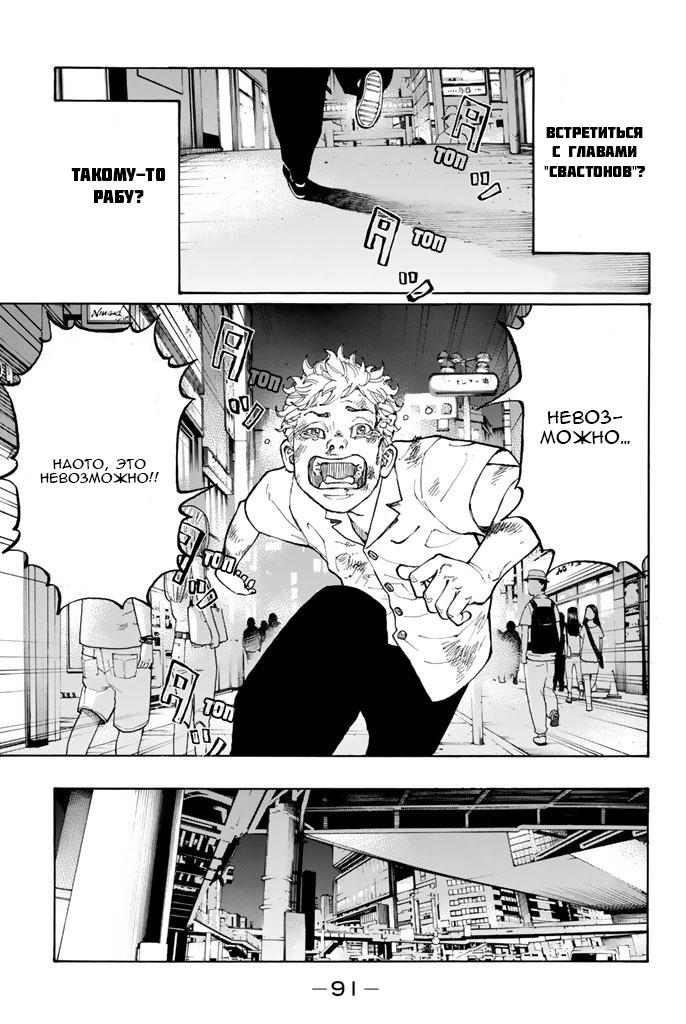 ВСТРЕТИТЬСЯ
С ГЛАВАМИ
"СВАСТОНОВ"?
ТАКОМУ-ТО
РАБУ?
ТОП
ТОП
НЕВОЗ-
МОЖНО...
ТОП
НАОТО, ЭТО
НЕВОЗМОЖНО!!
ТОП
ТОП
-91-